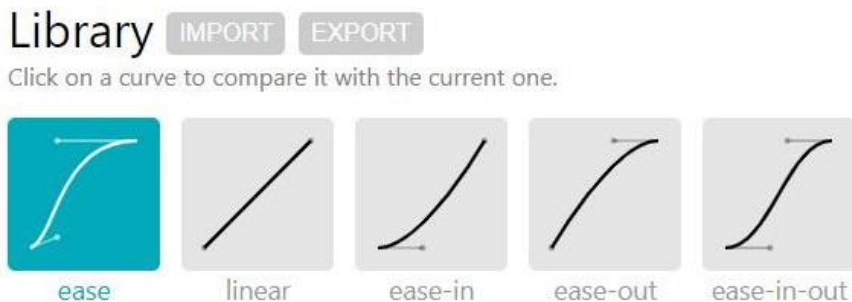 Library IMPORT EXPORT
Click on a curve to compare it with the current one.
ease linear ease-in ease-out ease-in-out